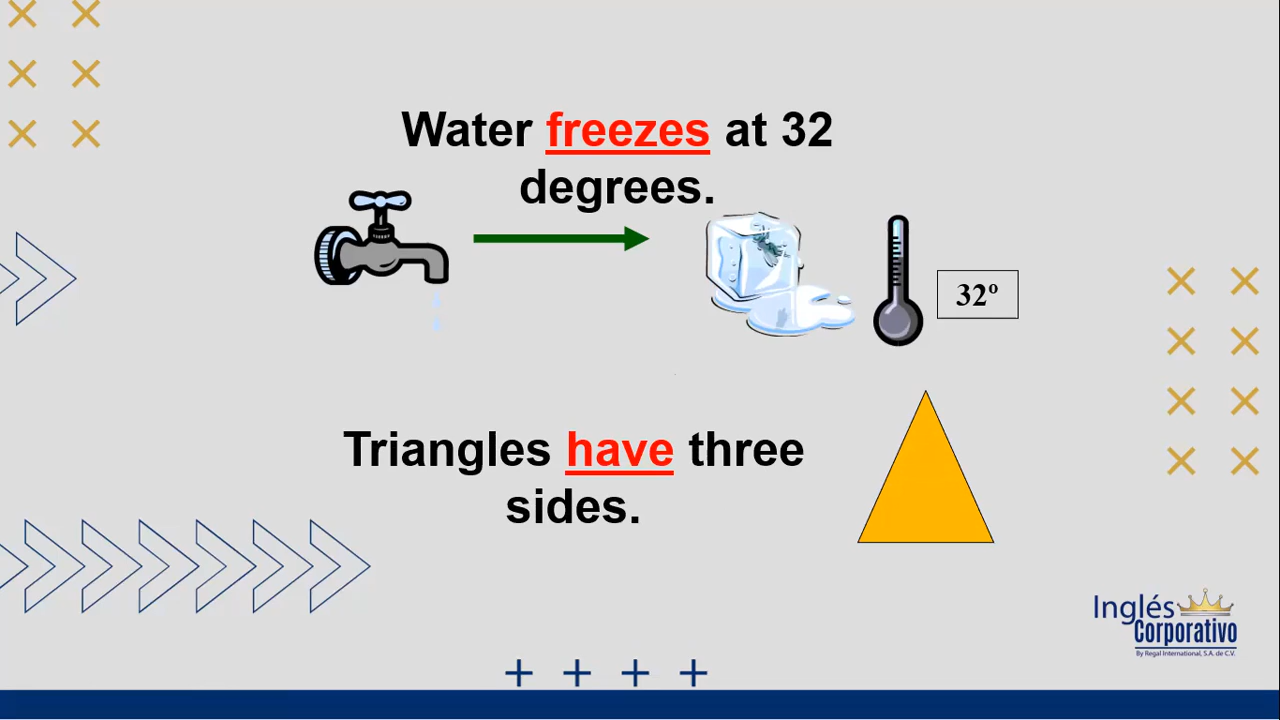 Water freezes at 32
degrees.
32º
Triangles have three
sides.
Inglés
Corporativo
By Regal International, S.A. de C.V.